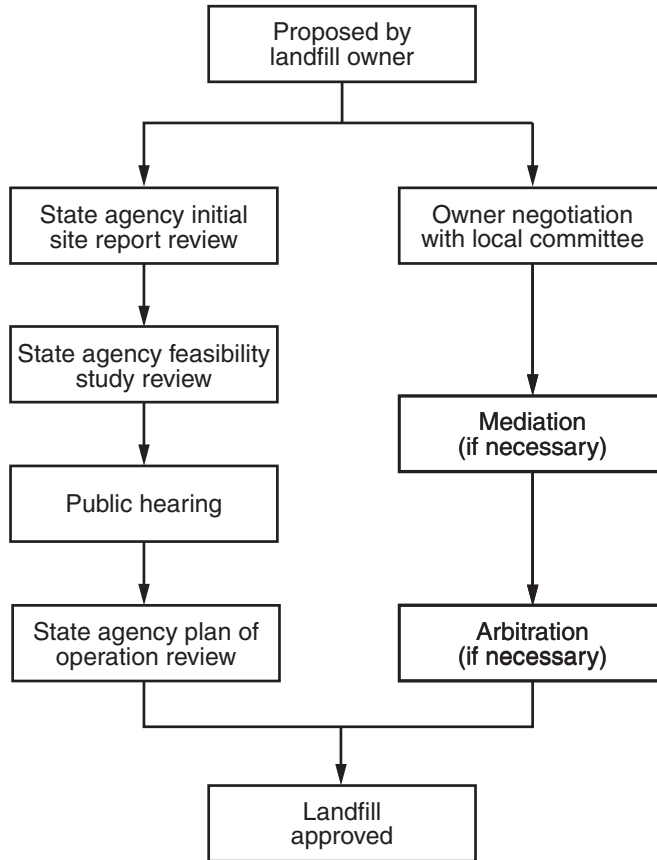 Proposed by
landfill owner
State agency initial
site report review
Owner negotiation
with local committee
State agency feasibility
study review
Mediation
(if necessary)
Public hearing
State agency plan of
operation review
Arbitration
(if necessary)
Landfill
approved